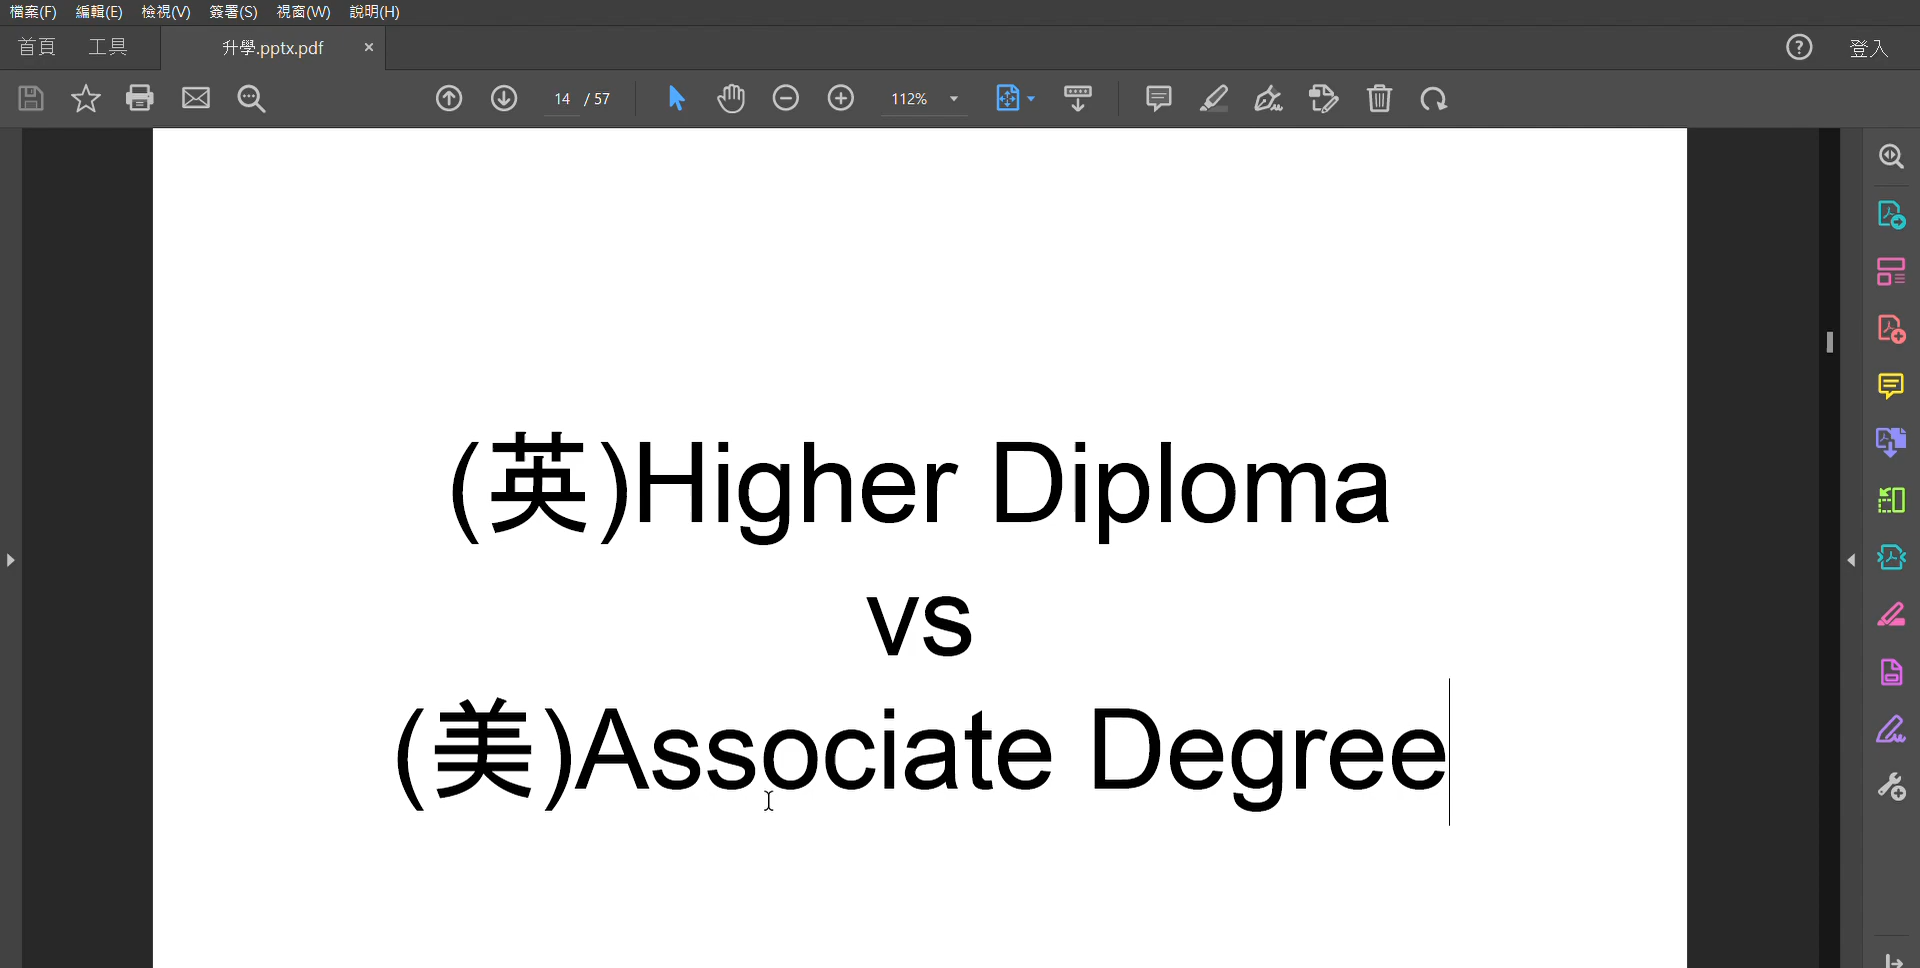 檔案(F) 編輯(E) 檢視(V) 簽署(S) 視窗(W) 說明(H)
首頁 工具 升學.pptx.pdf × ? 登入
14 / 57 112%
(英)Higher Diploma
vs
(美)Associate Degree